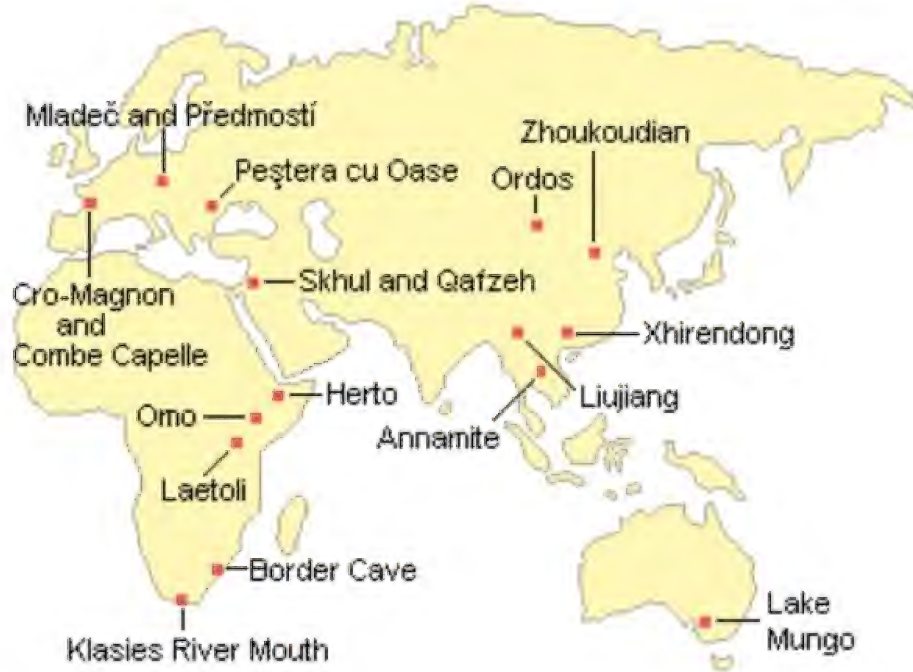 Mladeč and Předmostí
Zhoukoudian
Peştera cu Oase
Ordos
Skhul and Qafzeh
Cro-Magnon
and
Combe Capelle
Xhirendong
Herto
Liujiang
Omo
Annamite
Laetoli
Border Cave
Lake
Mungo
Klasies River Mouth